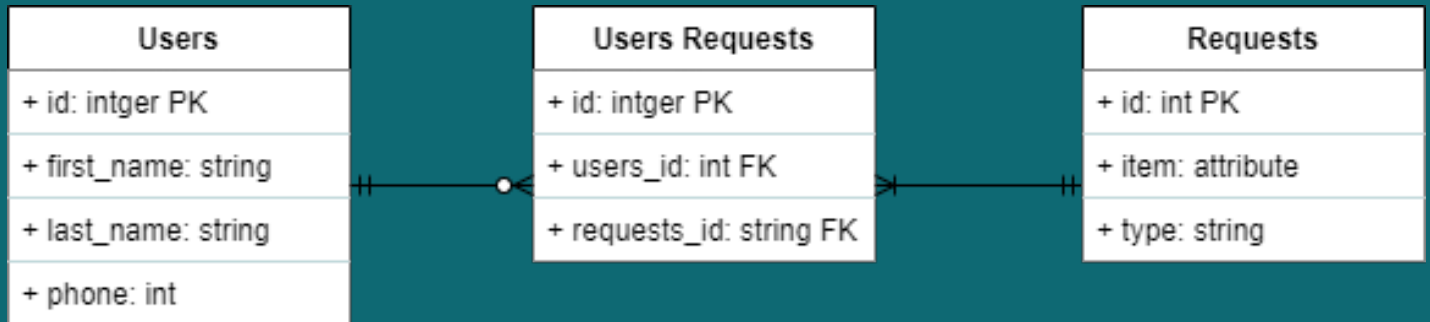 Users
+ id: intger PK
+ first_name: string
+ last_name: string
+ phone: int
Users Requests
+ id: intger PK
+ users_id: int FK
+ requests_id: string FK
Requests
+ id: int PK
+ item: attribute
+ type: string